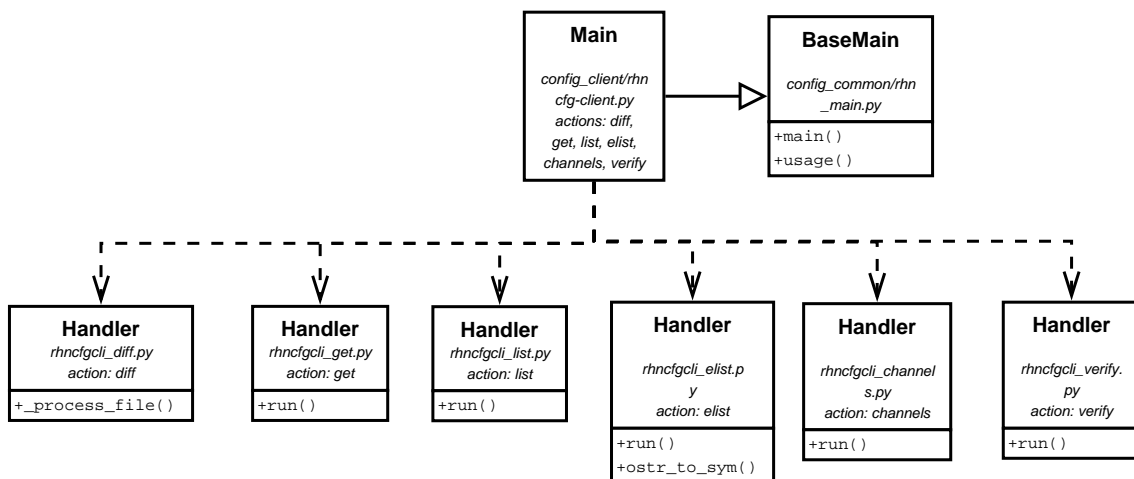 Main
config_client/rhn
cfg-client.py
actions: diff,
get, list, elist,
channels, verify
BaseMain
config_common/rhn
_main.py
+main()
+usage()
Handler
rhncfgcli_diff.py
action: diff
+_process_file()
Handler
rhncfgcli_get.py
action: get
+run()
Handler
rhncfgcli_list.py
action: list
+run()
Handler
rhncfgcli_elist.p
y
action: elist
+run()
+ostr_to_sym()
Handler
rhncfgcli_channel
s.py
action: channels
+run()
Handler
rhncfgcli_verify.
py
action: verify
+run()